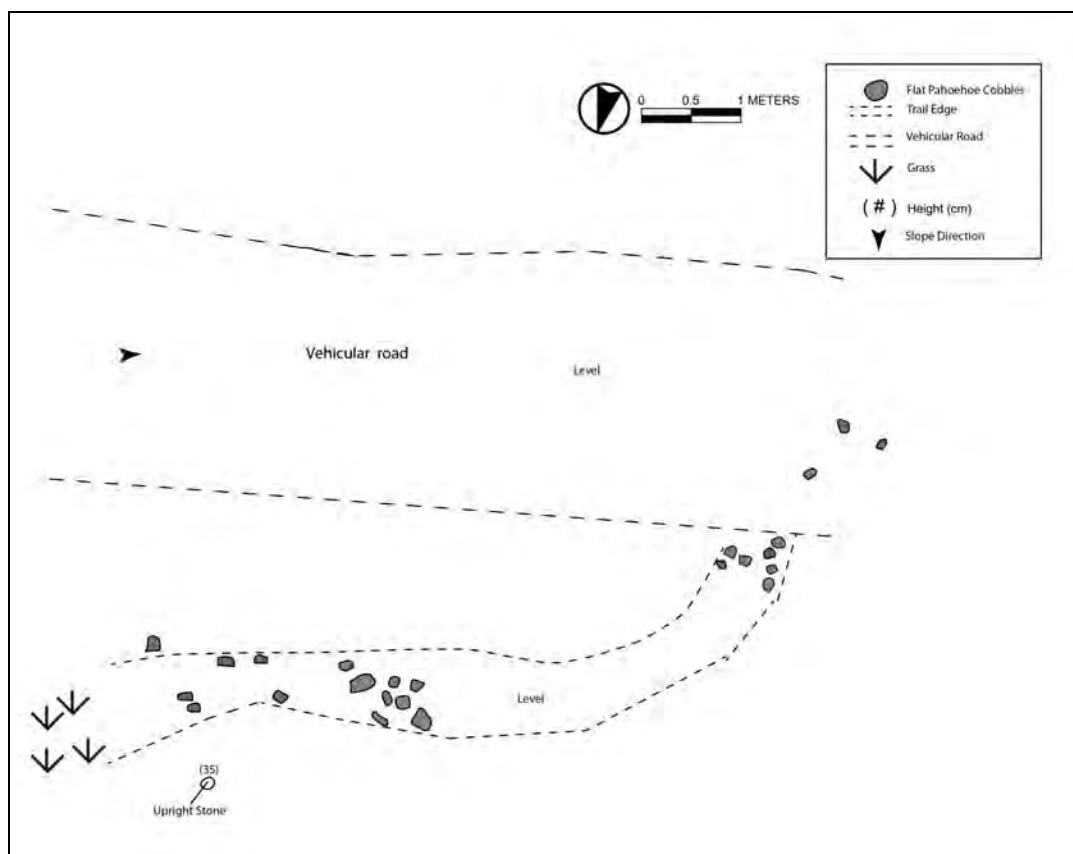 0 0.5 1 METERS
Flat Pahoehoe Cobbles
Trail Edge
Vehicular Road
Grass
(#) Height (cm)
Slope Direction
Vehicular road
Level
Level
(35)
Upright Stone